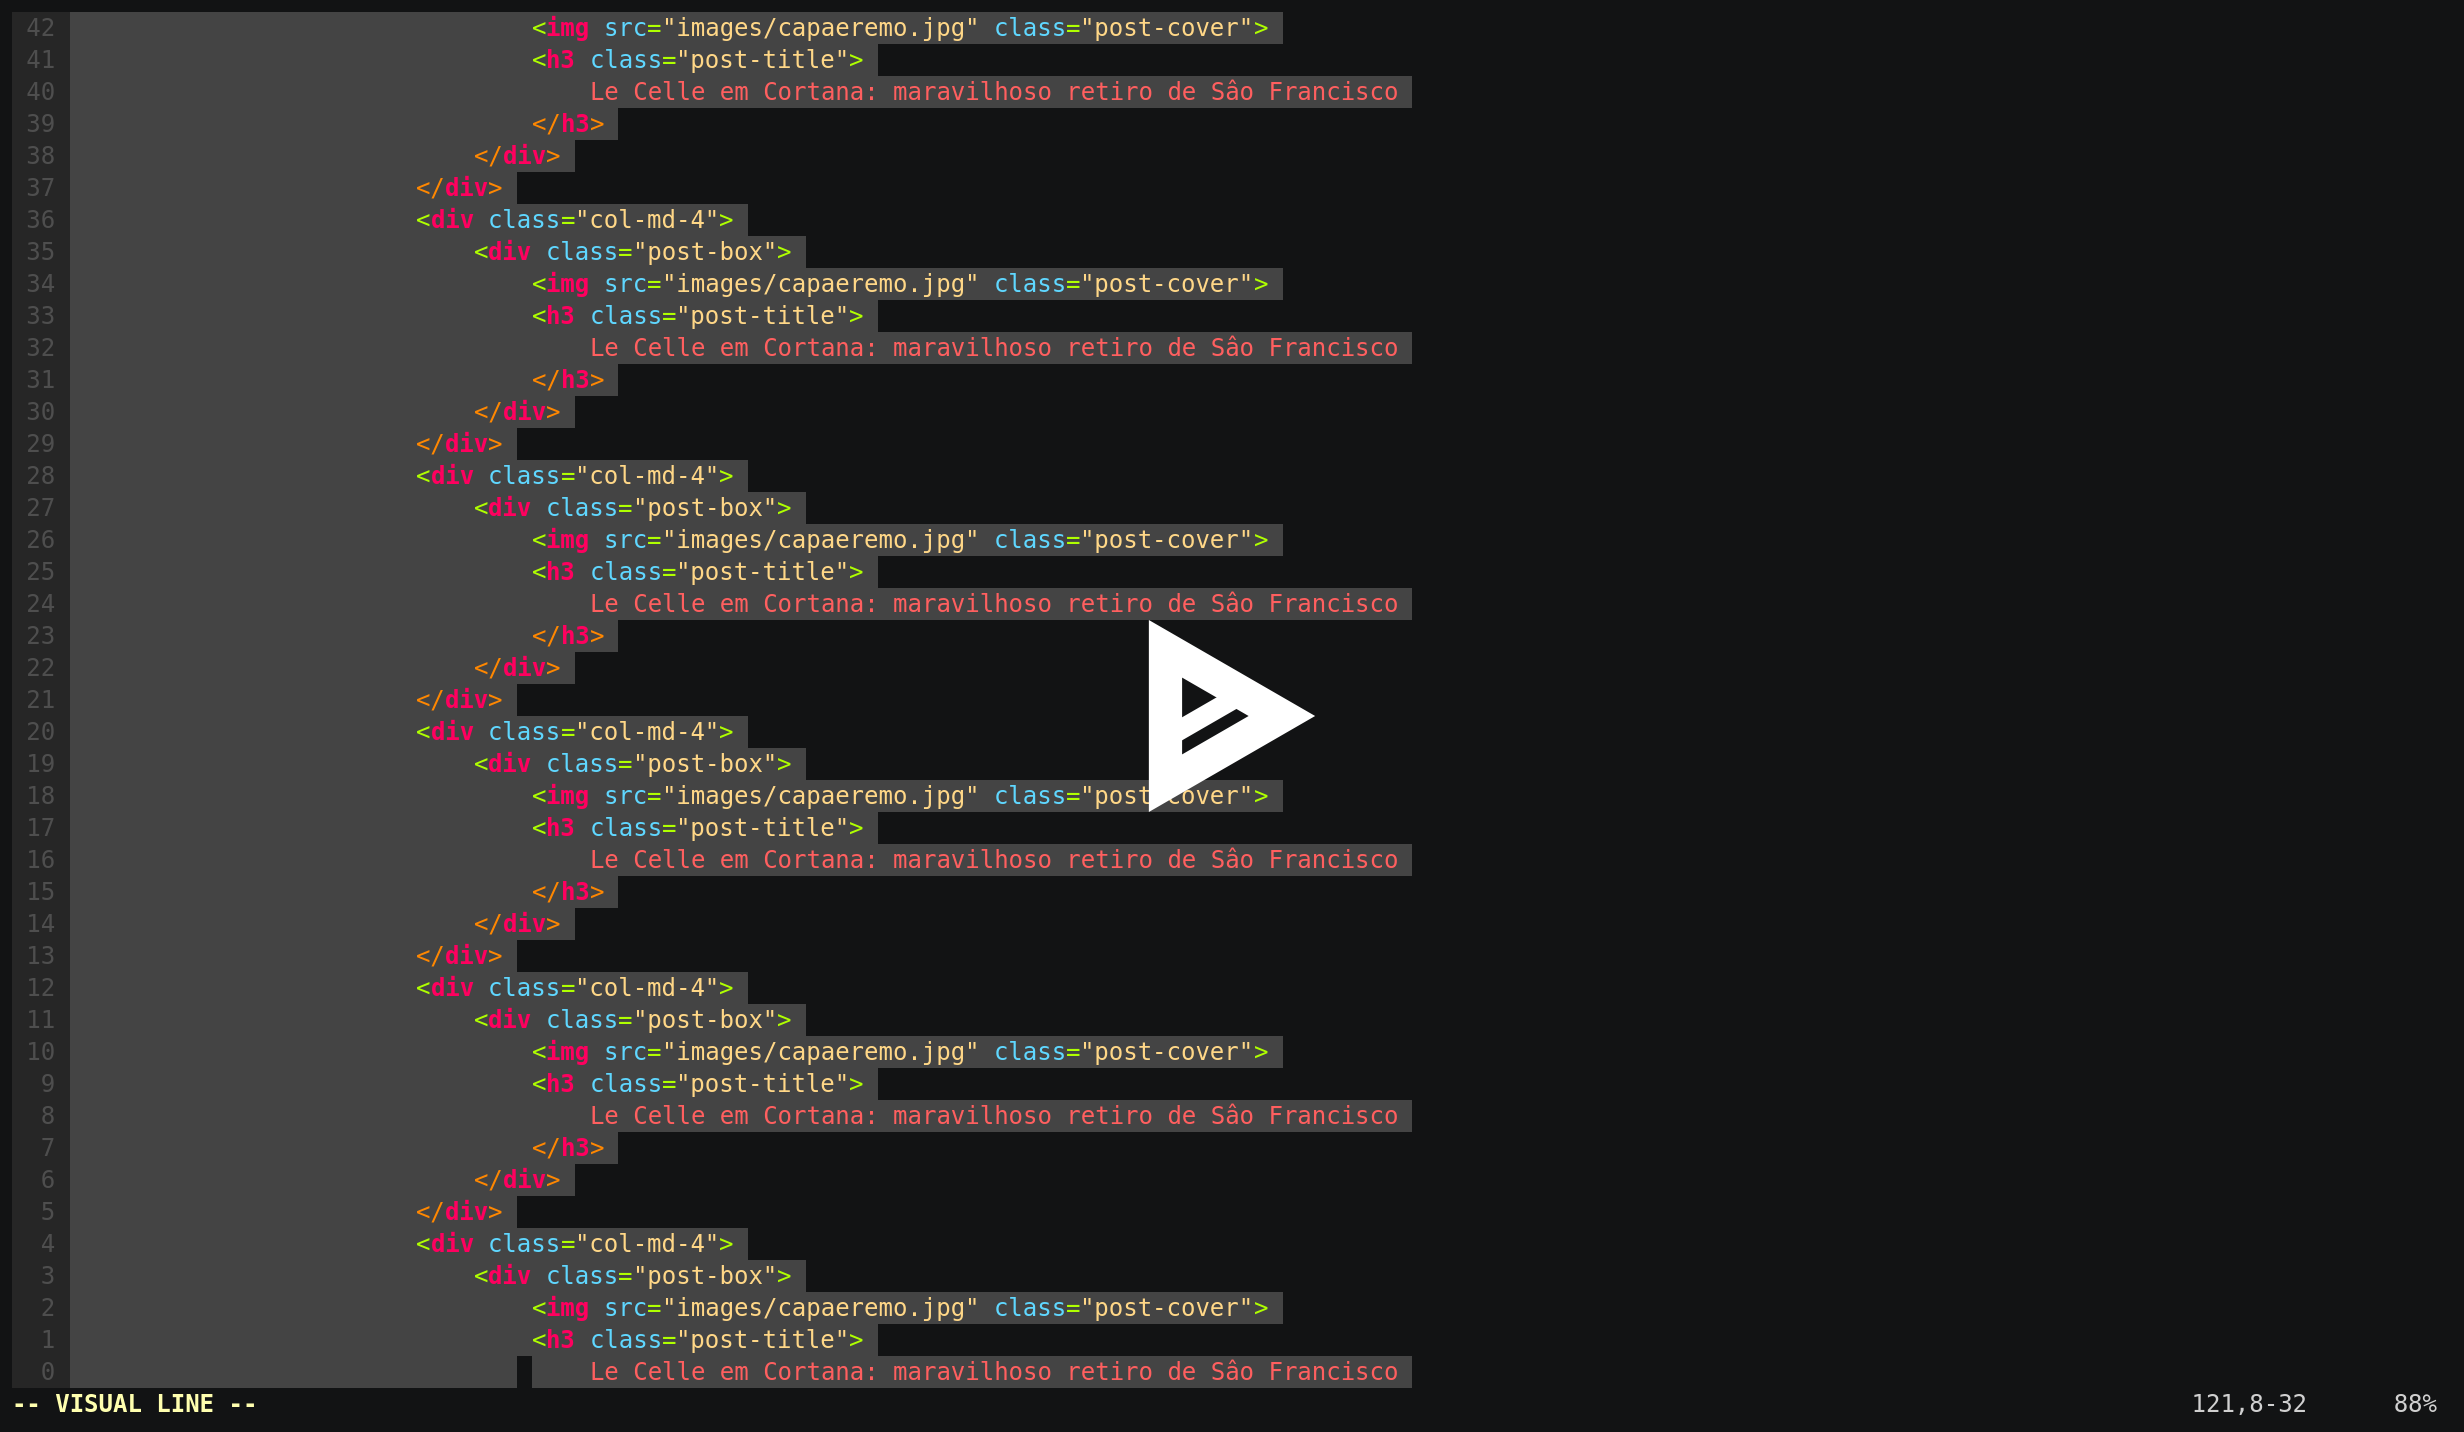 42 <img src="images/capaeremo.jpg" class="post-cover">
41 <h3 class="post-title">
40 Le Celle em Cortana: maravilhoso retiro de Sâo Francisco
39 </h3>
38 </div>
37 </div>
36 <div class="col-md-4">
35 <div class="post-box">
34 <img src="images/capaeremo.jpg" class="post-cover">
33 <h3 class="post-title">
32 Le Celle em Cortana: maravilhoso retiro de Sâo Francisco
31 </h3>
30 </div>
29 </div>
28 <div class="col-md-4">
27 <div class="post-box">
26 <img src="images/capaeremo.jpg" class="post-cover">
25 <h3 class="post-title">
24 Le Celle em Cortana: maravilhoso retiro de Sâo Francisco
23 </h3>
22 </div>
21 </div>
20 <div class="col-md-4">
19 <div class="post-box">
18 <img src="images/capaeremo.jpg" class="post-cover">
17 <h3 class="post-title">
16 Le Celle em Cortana: maravilhoso retiro de Sâo Francisco
15 </h3>
14 </div>
13 </div>
12 <div class="col-md-4">
11 <div class="post-box">
10 <img src="images/capaeremo.jpg" class="post-cover">
9 <h3 class="post-title">
8 Le Celle em Cortana: maravilhoso retiro de Sâo Francisco
7 </h3>
6 </div>
5 </div>
4 <div class="col-md-4">
3 <div class="post-box">
2 <img src="images/capaeremo.jpg" class="post-cover">
1 <h3 class="post-title">
0 Le Celle em Cortana: maravilhoso retiro de Sâo Francisco
-- VISUAL LINE -- 121,8-32 88%